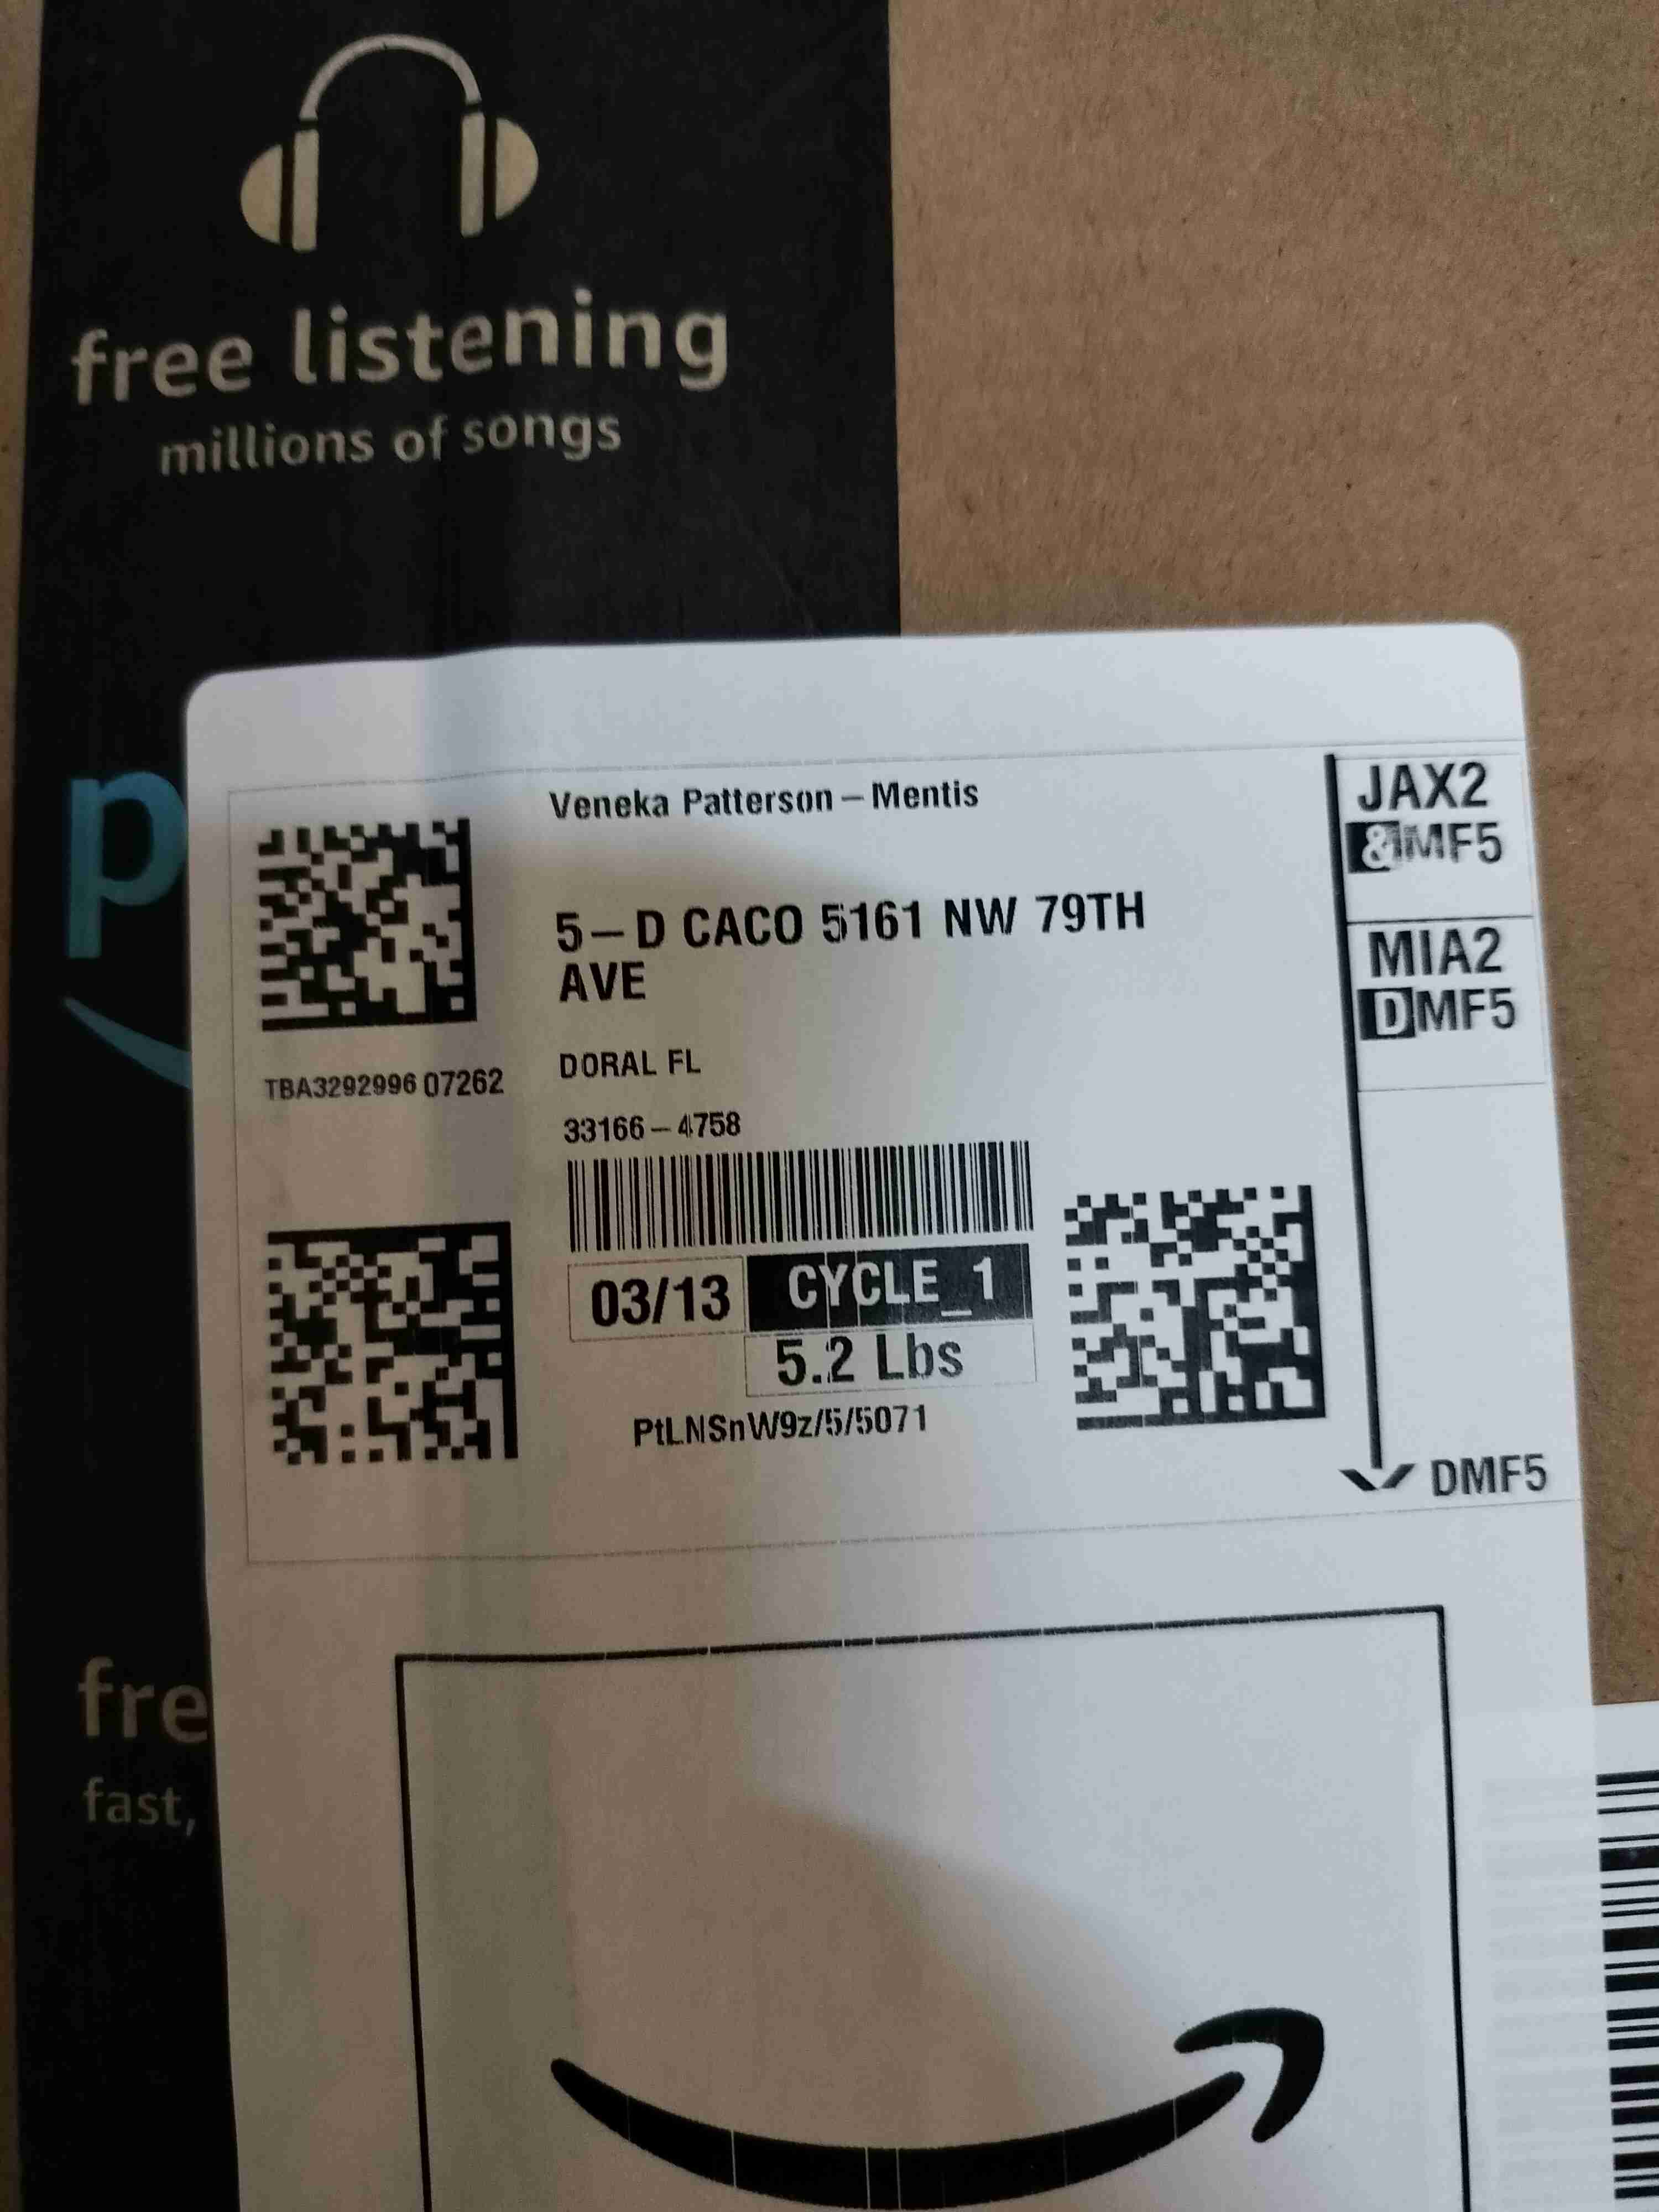 free listening
millions of songs
p
Veneka Patterson – Mentis
5 – D CACO 5161 NW 79TH
AVE
DORAL FL
33166 – 4758
TBA3292996 07262
03/13
CYCLE_1
5.2 Lbs
PtLNSnW9z/5/5071
JAX2
&MF5
MIA2
DMF5
DMF5
fre
fast,